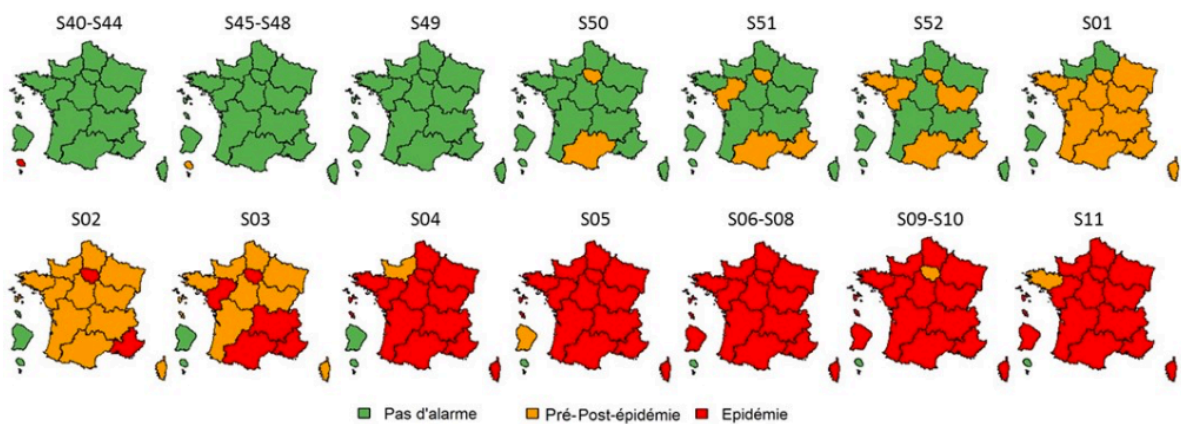 S40-S44 S45-S48 S49 S50 S51 S52 S01
S02 S03 S04 S05 S06-S08 S09-S10 S11
Pas d'alarme Pré-Post-épidémie Epidémie